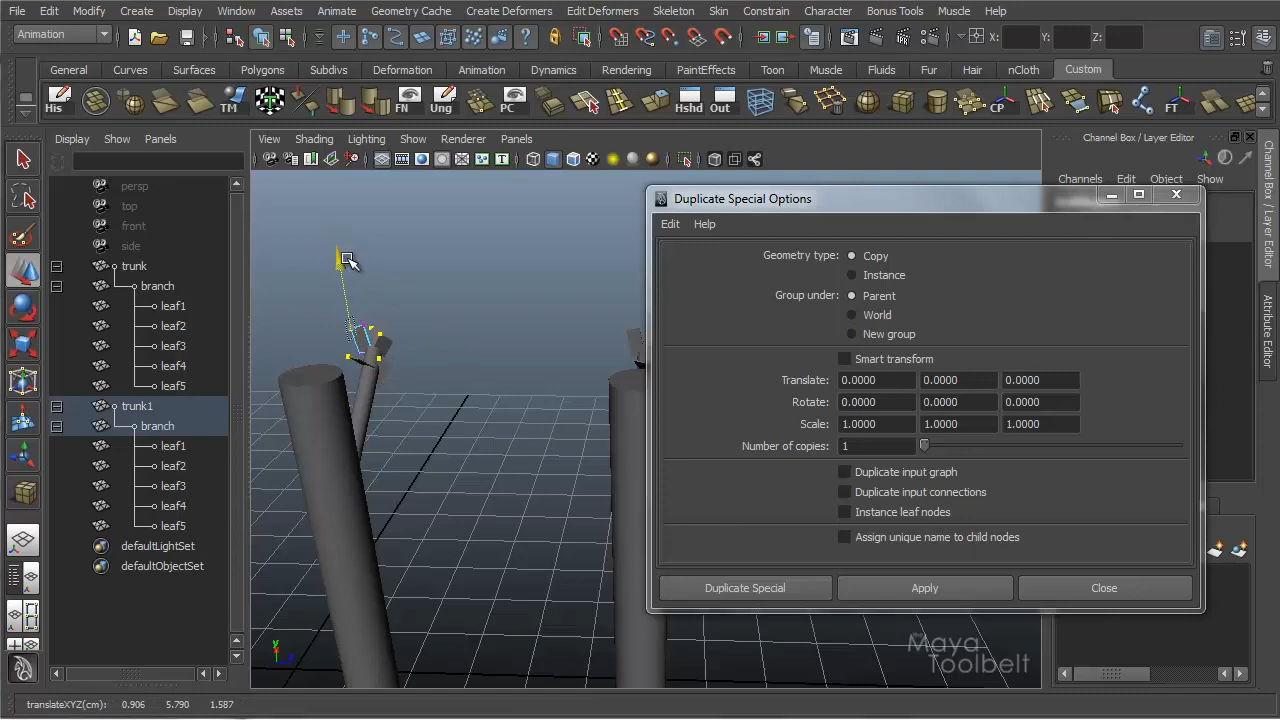 File Edit Modify Create Display Window Assets Animate Geometry Cache Create Deformers Edit Deformers Skeleton Skin Constrain Character Bonus Tools Muscle Help
Animation X: Y: Z:
General Curves Surfaces Polygons Subdivs Deformation Animation Dynamics Rendering PaintEffects Toon Muscle Fluids Fur Hair nCloth Custom
His TM FN Ung PC Hshd Out CP FT
Display Show Panels
View Shading Lighting Show Renderer Panels
Channel Box / Layer Editor
Channels Edit Object Show
Channel Box / Layer Editor
Attribute Editor
persp
top
front
side
trunk
branch
leaf1
leaf2
leaf3
leaf4
leaf5
trunk1
branch
leaf1
leaf2
leaf3
leaf4
leaf5
defaultLightSet
defaultObjectSet
Duplicate Special Options
Edit Help
Geometry type: Copy
Instance
Group under: Parent
World
New group
Smart transform
Translate: 0.0000 0.0000 0.0000
Rotate: 0.0000 0.0000 0.0000
Scale: 1.0000 1.0000 1.0000
Number of copies: 1
Duplicate input graph
Duplicate input connections
Instance leaf nodes
Assign unique name to child nodes
Duplicate Special Apply Close
the Maya
Toolbelt
y
z
translateXYZ(cm): 0.906 5.790 1.587